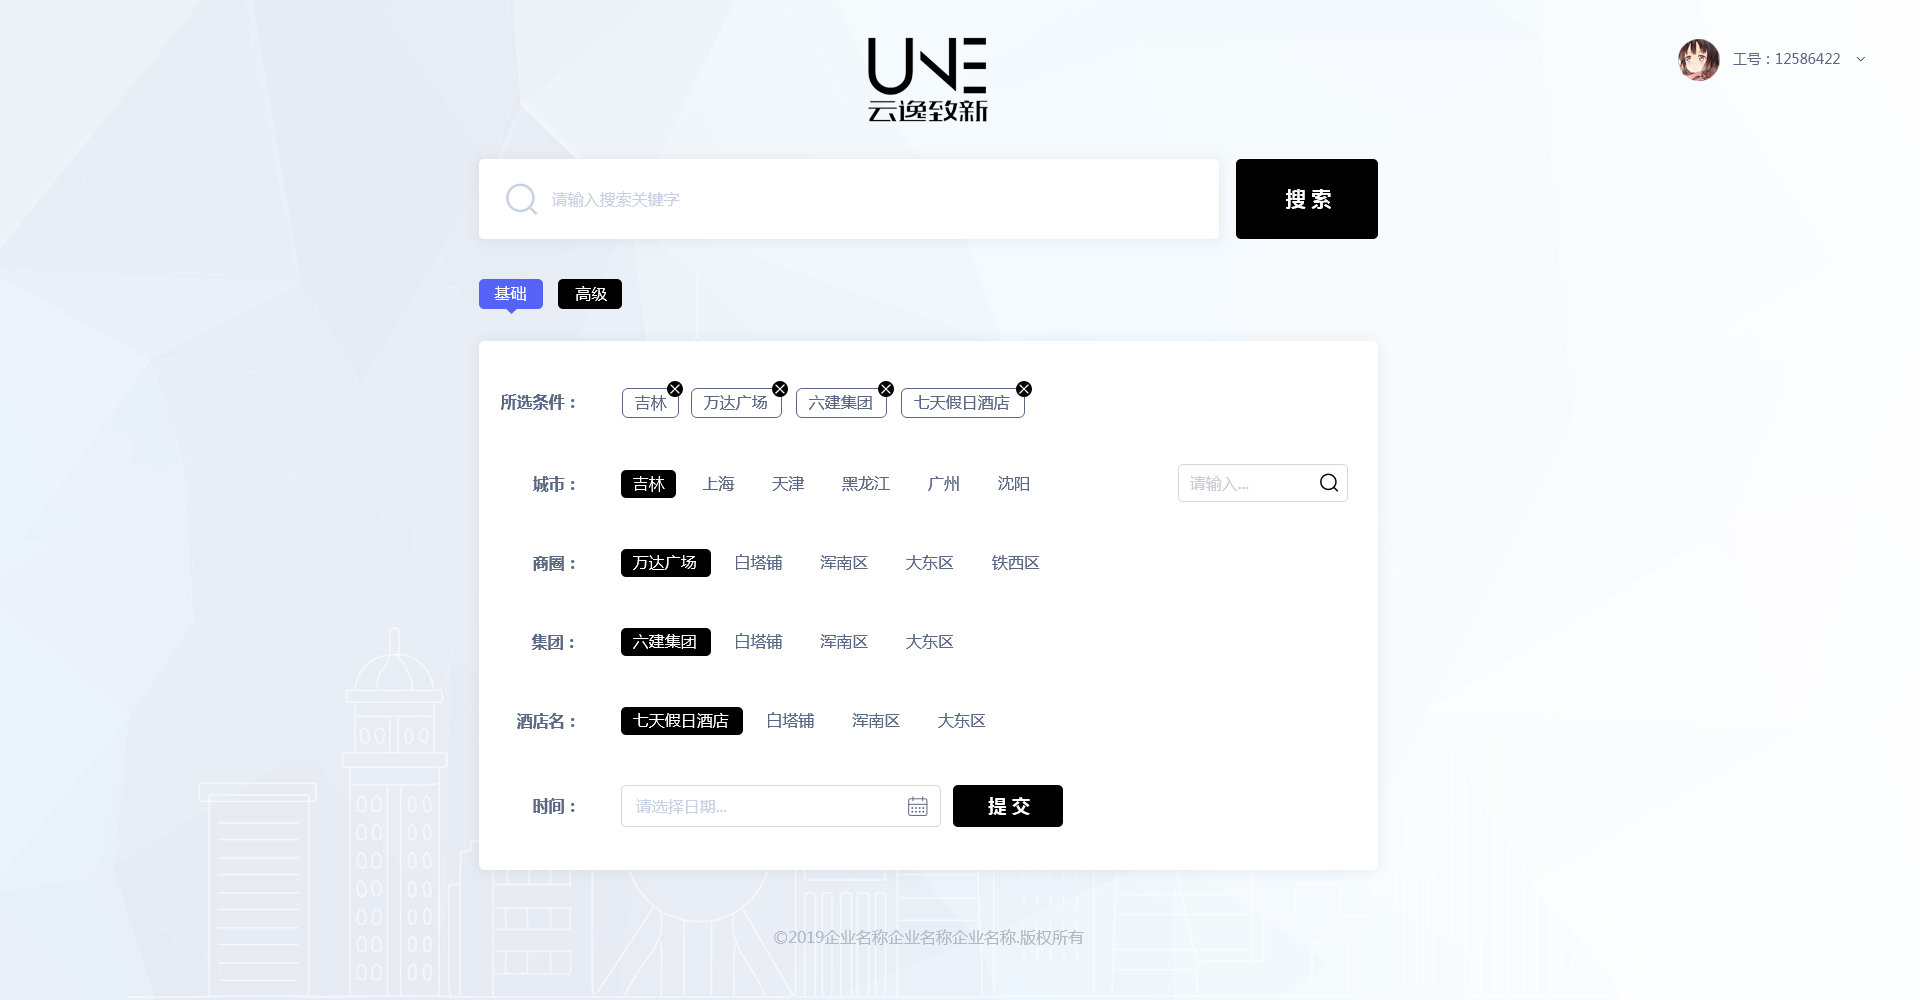 UNE
云逸致新
工号：12586422
请输入搜索关键字
搜 索
基础 高级
所选条件： 吉林 万达广场 六建集团 七天假日酒店
城市： 吉林 上海 天津 黑龙江 广州 沈阳 请输入...
商圈： 万达广场 白塔铺 浑南区 大东区 铁西区
集团： 六建集团 白塔铺 浑南区 大东区
酒店名： 七天假日酒店 白塔铺 浑南区 大东区
时间： 请选择日期... 提 交
©2019企业名称企业名称企业名称.版权所有